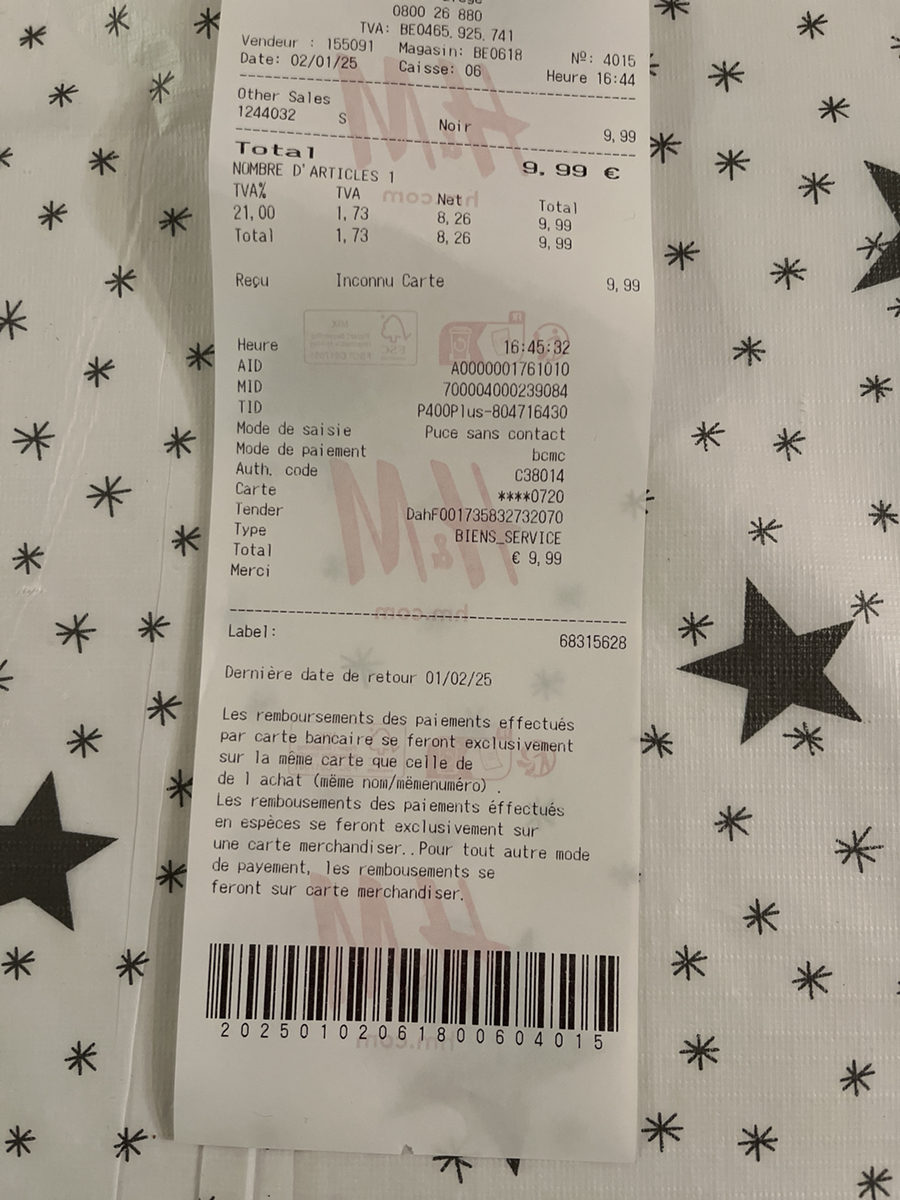 0800 26 880
TVA: BE0465.925.741
Vendeur : 155091 Magasin: BE0618 Nº: 4015
Date: 02/01/25 Caisse: 06 Heure 16:44
Other Sales
1244032 S Noir 9,99
Total 9.99 €
NOMBRE D'ARTICLES 1
TVA% TVA Net Total
21,00 1,73 8,26 9,99
Total 1,73 8,26 9,99
Reçu Inconnu Carte 9,99
Heure 16:45:32
AID A0000001761010
MID 700004000239084
TID P400Plus-804716430
Mode de saisie Puce sans contact
Mode de paiement bcmc
Auth. code C38014
Carte ****0720
Tender DahF001735832732070
Type BIENS_SERVICE
Total € 9,99
Merci
Label: 68315628
Dernière date de retour 01/02/25
Les remboursements des paiements effectués
par carte bancaire se feront exclusivement
sur la même carte que celle de
de l achat (mëme nom/mëmenuméro) .
Les rembousements des paiements éffectués
en espèces se feront exclusivement sur
une carte merchandiser..Pour tout autre mode
de payement, les rembousements se
feront sur carte merchandiser.
20250102061800604015
H&M
hm.com